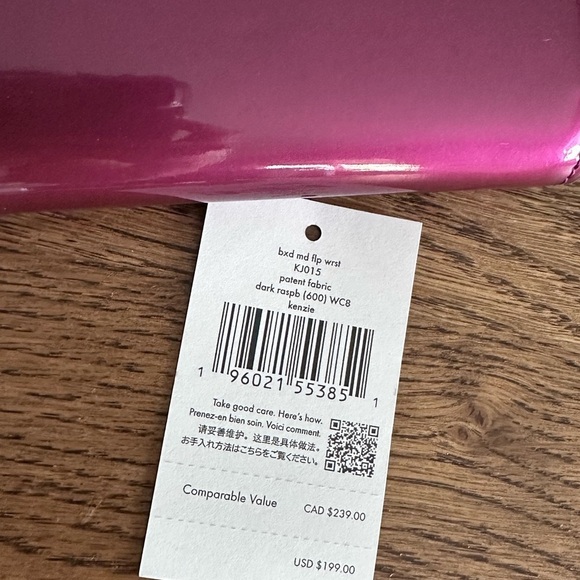 bxd md flp wrst
KJ015
patent fabric
dark raspb (600) WCB
kenzie
1 96021 55385 1
Take good care. Here's how.
Prenez-en bien soin. Voici comment.
请妥善维护。这里是具体做法。
お手入れ方法はこちらをご覧ください。
Comparable Value CAD $239.00
USD $199.00